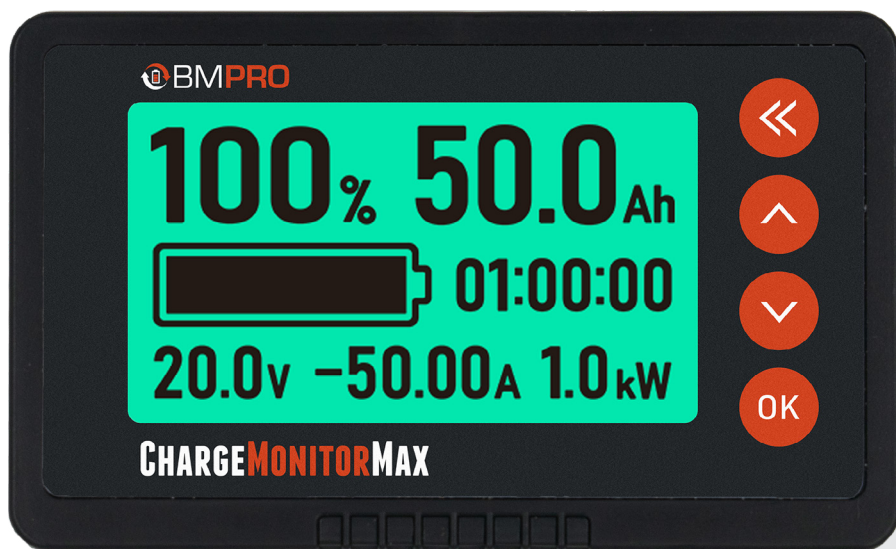 BMPRO
100% 50.0Ah
01:00:00
20.0V -50.00A 1.0kW
OK
CHARGEMONITORMAX